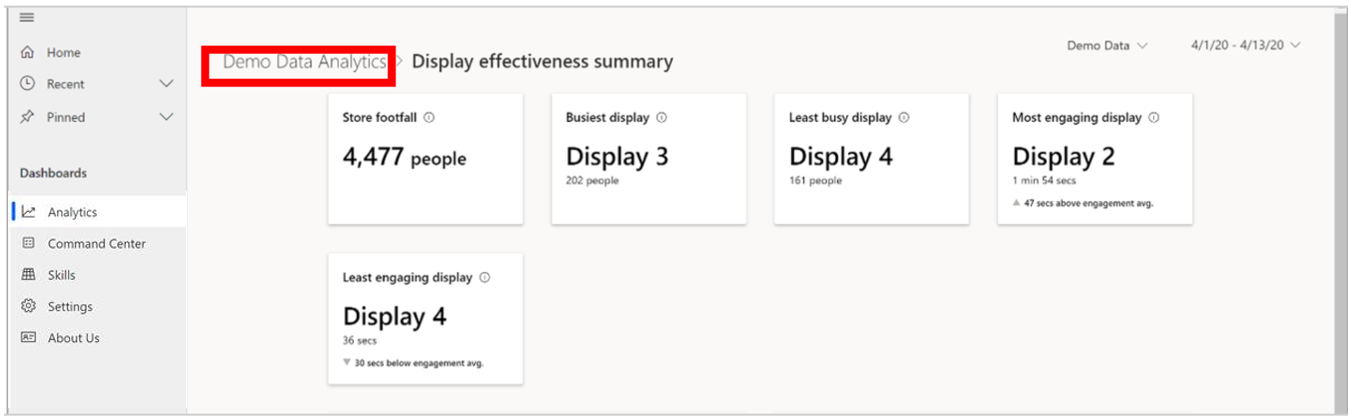 Home
Recent
Pinned
Dashboards
Analytics
Command Center
Skills
Settings
About Us
Demo Data Analytics > Display effectiveness summary
Demo Data
4/1/20 - 4/13/20
Store footfall
4,477 people
Busiest display
Display 3
202 people
Least busy display
Display 4
161 people
Most engaging display
Display 2
1 min 54 secs
47 secs above engagement avg.
Least engaging display
Display 4
36 secs
30 secs below engagement avg.